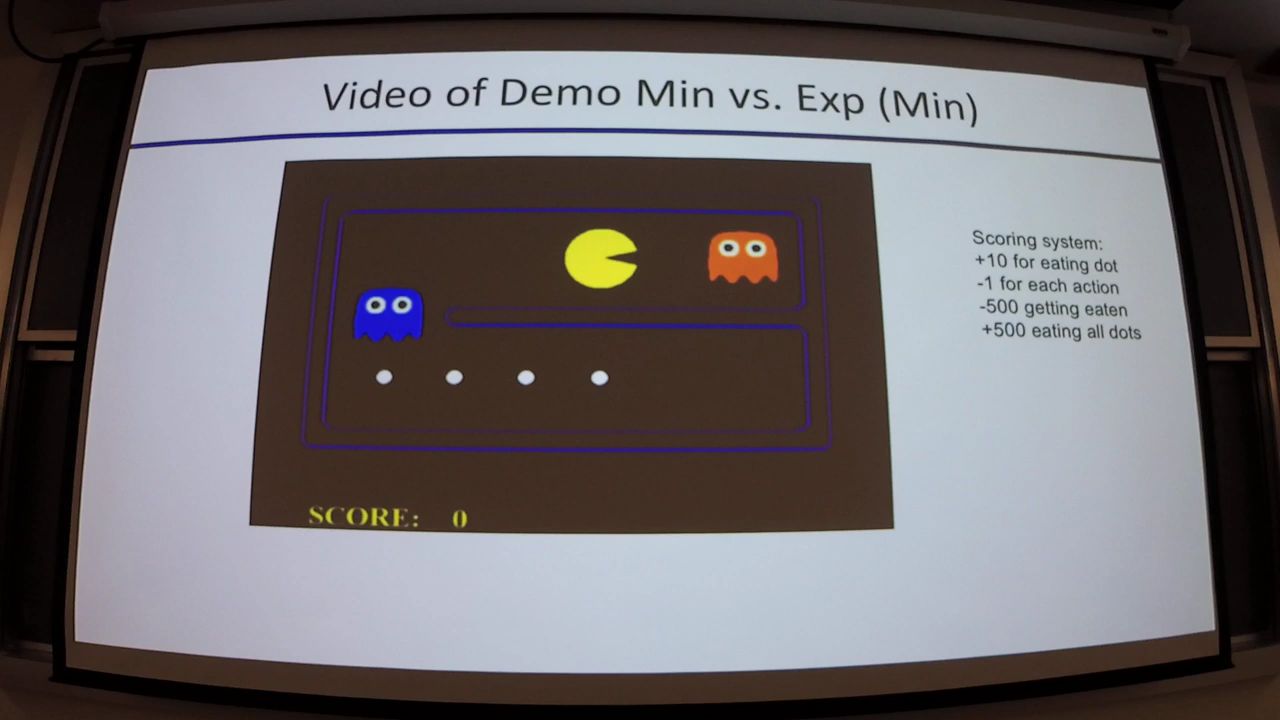 Video of Demo Min vs. Exp (Min)
Scoring system:
+10 for eating dot
-1 for each action
-500 getting eaten
+500 eating all dots
SCORE: 0